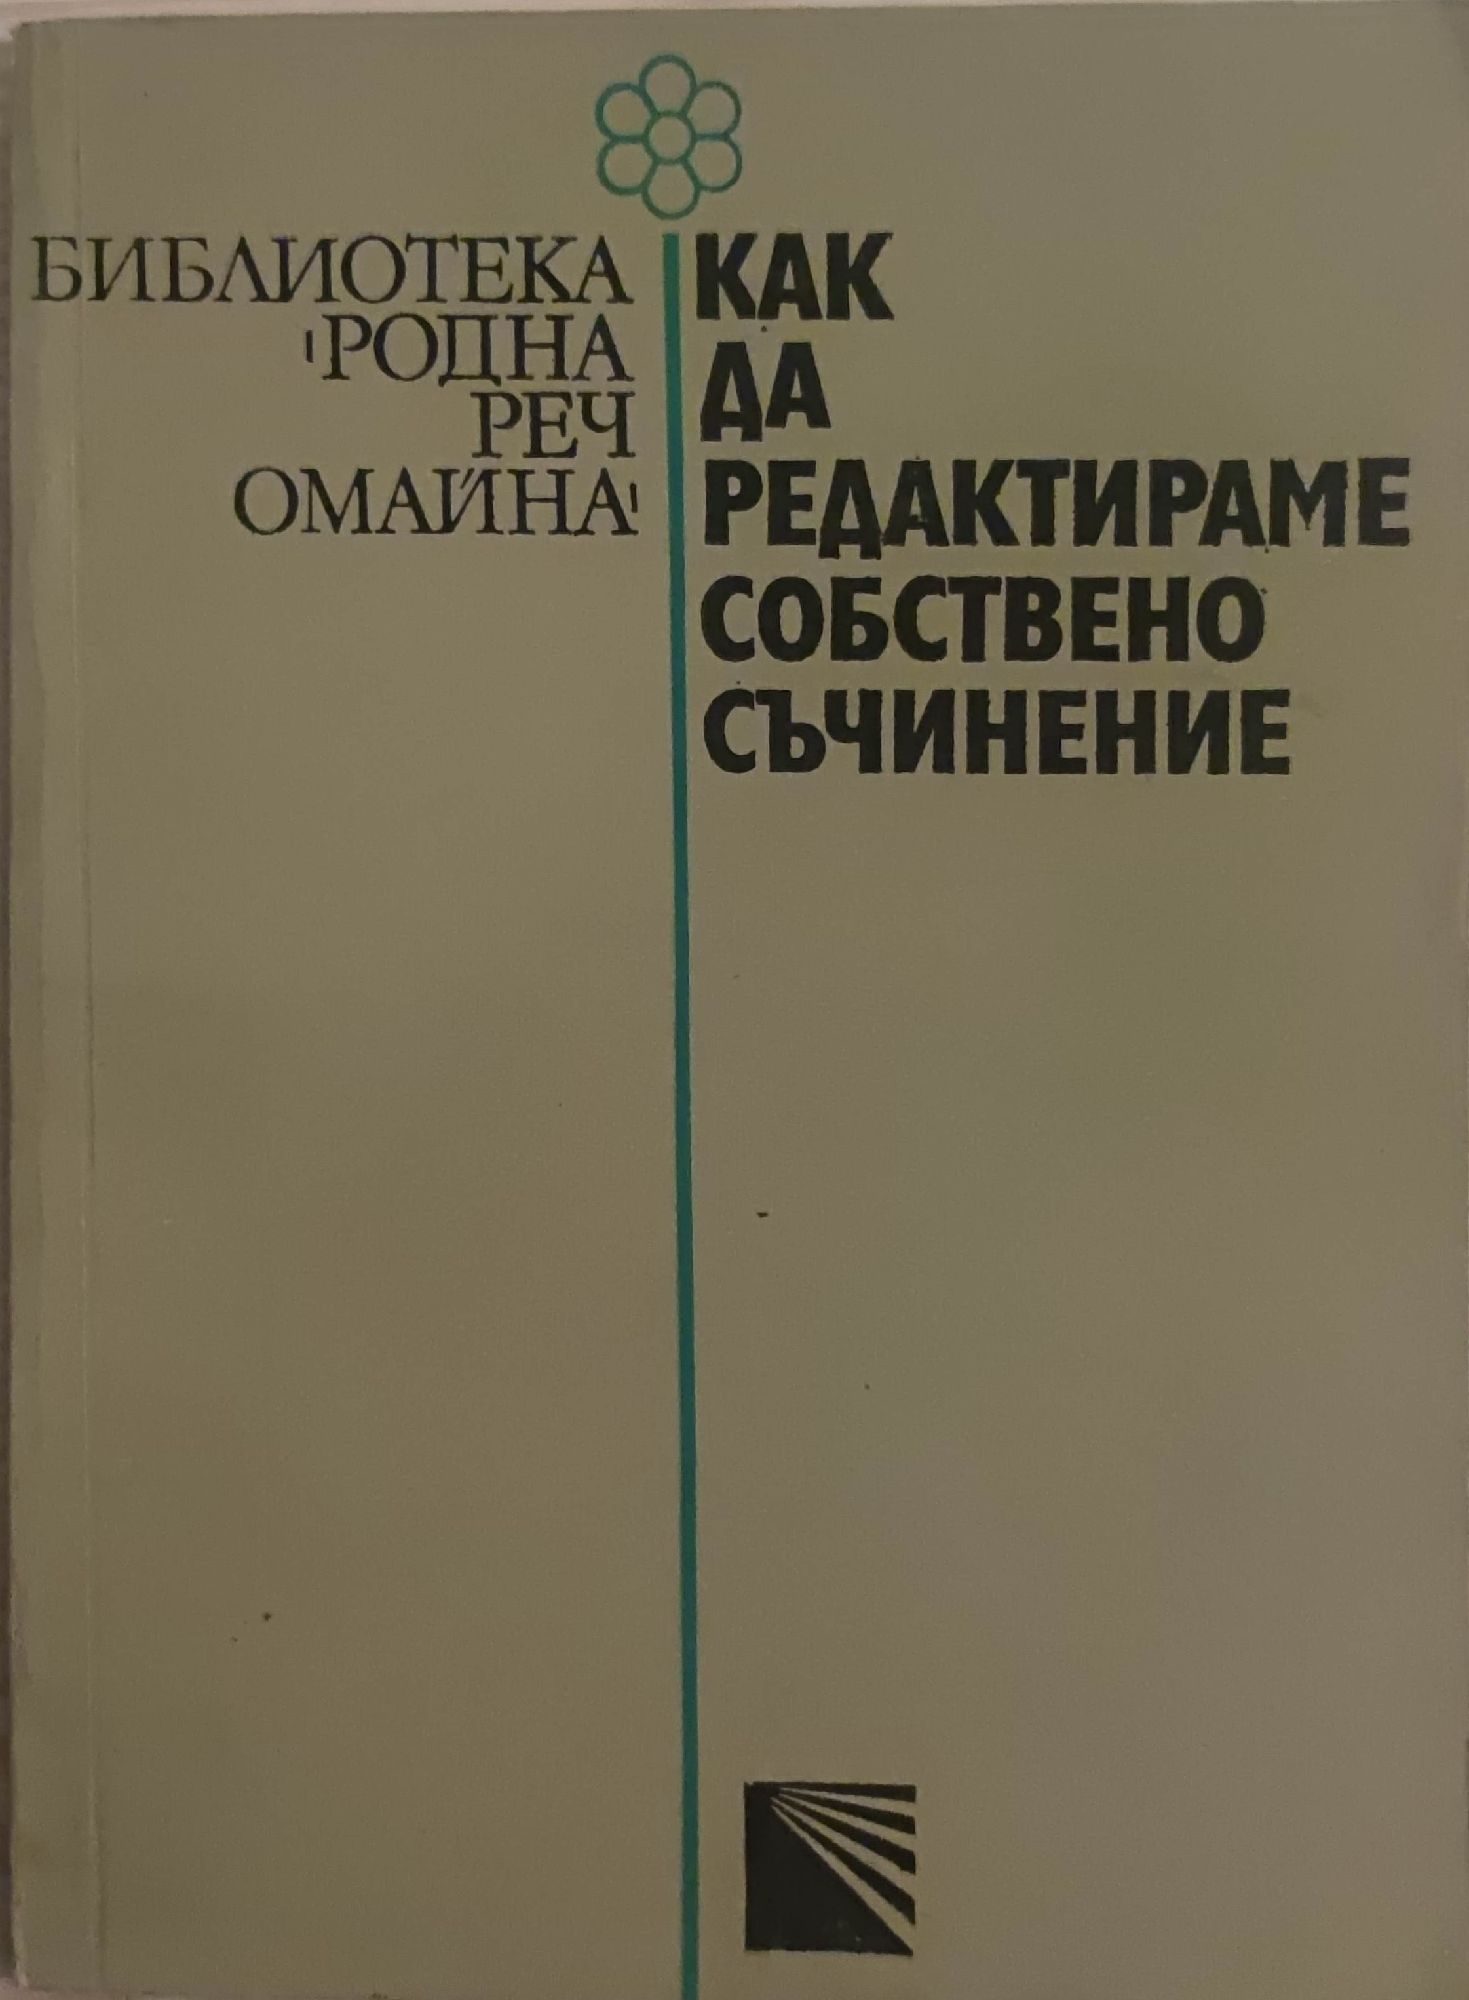 БИБЛИОТЕКА
'РОДНА
РЕЧ
ОМАЙНА'
КАК
ДА
РЕДАКТИРАМЕ
СОБСТВЕНО
СЪЧИНЕНИЕ